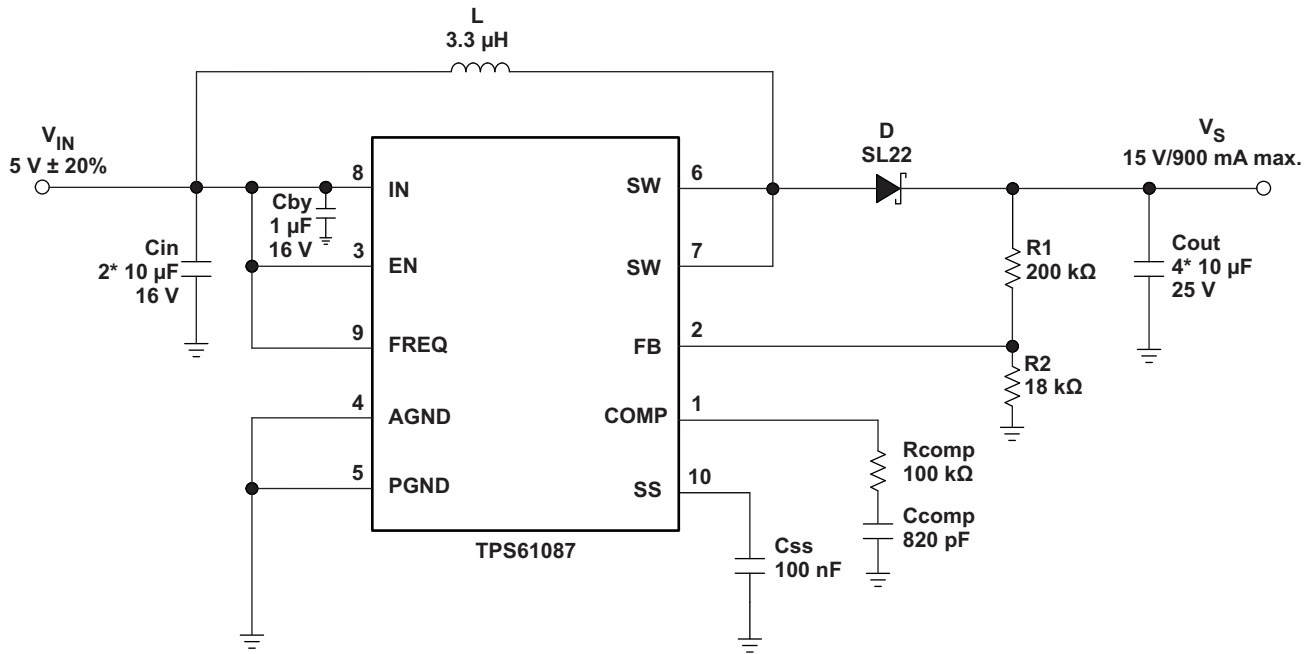 L
3.3 µH
V_IN
5 V ± 20%
D
SL22
V_S
15 V/900 mA max.
8
IN
SW
6
Cby
1 µF
16 V
Cin
2* 10 µF
16 V
3
EN
SW
7
R1
200 kΩ
Cout
4* 10 µF
25 V
9
FREQ
FB
2
R2
18 kΩ
4
AGND
COMP
1
Rcomp
100 kΩ
5
PGND
SS
10
Ccomp
820 pF
TPS61087
Css
100 nF